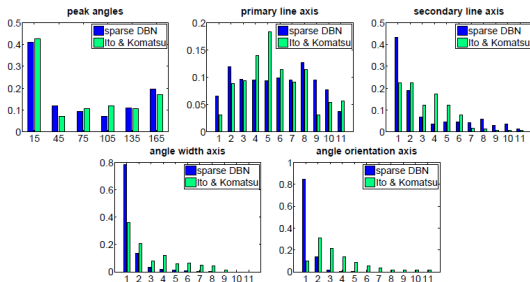 peak angles
0.5
0.4
0.3
0.2
0.1
0
15 45 75 105 135 165
sparse DBN
Ito & Komatsu
primary line axis
0.2
0.15
0.1
0.05
0
1 2 3 4 5 6 7 8 9 10 11
sparse DBN
Ito & Komatsu
secondary line axis
0.5
0.4
0.3
0.2
0.1
0
1 2 3 4 5 6 7 8 9 10 11
sparse DBN
Ito & Komatsu
angle width axis
0.8
0.6
0.4
0.2
0
1 2 3 4 5 6 7 8 9 10 11
sparse DBN
Ito & Komatsu
angle orientation axis
1
0.8
0.6
0.4
0.2
0
1 2 3 4 5 6 7 8 9 10 11
sparse DBN
Ito & Komatsu